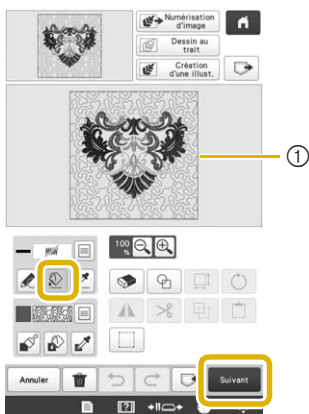 Numérisation
d'image
Dessin au
trait
Création
d'une illust.
①
100
%
Annuler
Suivant